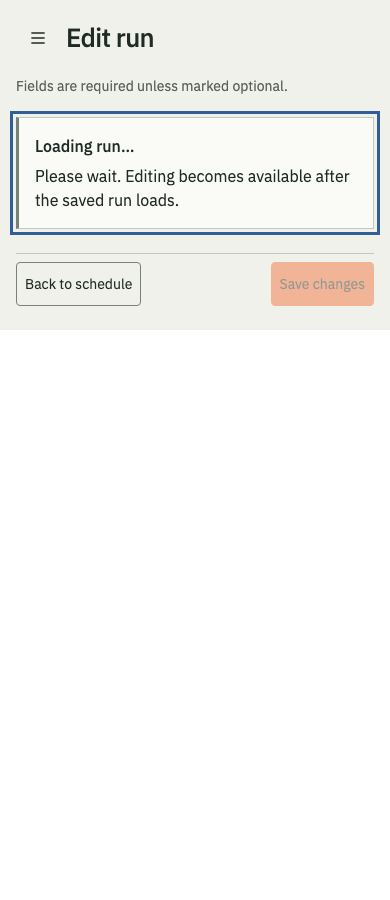 Edit run
Fields are required unless marked optional.
Loading run...
Please wait. Editing becomes available after
the saved run loads.
Back to schedule
Save changes